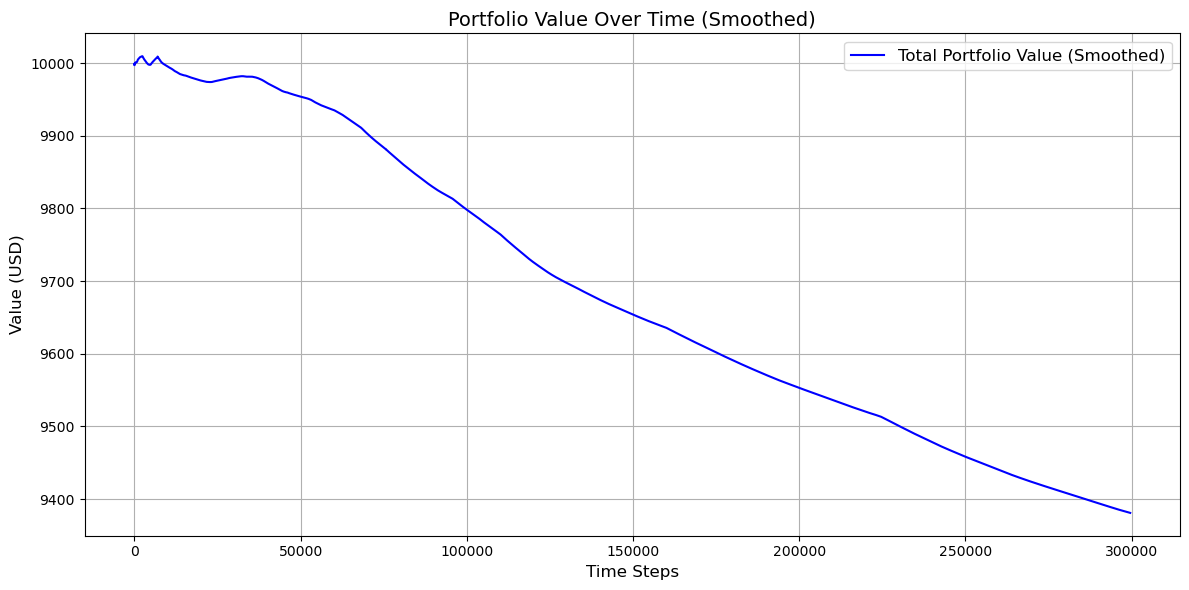 Portfolio Value Over Time (Smoothed)
Total Portfolio Value (Smoothed)
Value (USD)
10000
9900
9800
9700
9600
9500
9400
0 50000 100000 150000 200000 250000 300000
Time Steps